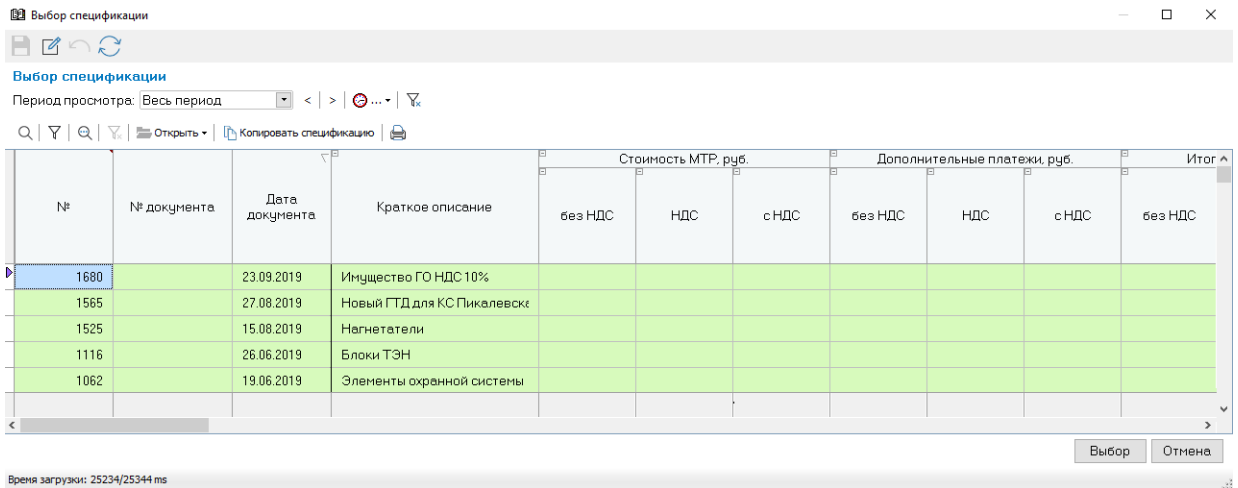 Выбор спецификации
Выбор спецификации
Период просмотра: Весь период < > ...
Открыть Копировать спецификацию
Стоимость МТР, руб. Дополнительные платежи, руб. Итог
№ № документа Дата документа Краткое описание без НДС НДС с НДС без НДС НДС с НДС без НДС
1680 23.09.2019 Имущество ГО НДС 10%
1565 27.08.2019 Новый ГТД для КС Пикалевска
1525 15.08.2019 Нагнетатели
1116 26.06.2019 Блоки ТЭН
1062 19.06.2019 Элементы охранной системы
Выбор Отмена
Время загрузки: 25234/25344 ms